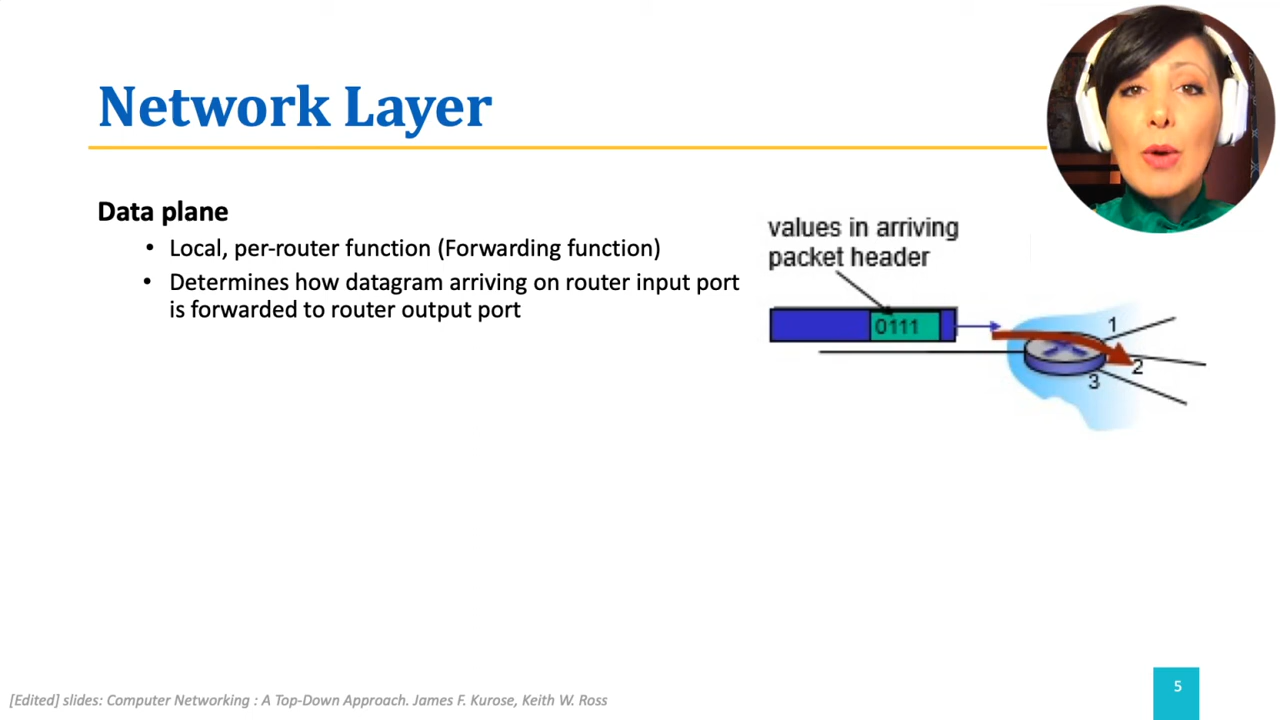 Network Layer
Data plane
• Local, per-router function (Forwarding function)
• Determines how datagram arriving on router input port
is forwarded to router output port
values in arriving
packet header
0111
1
2
3
[Edited] slides: Computer Networking : A Top-Down Approach. James F. Kurose, Keith W. Ross
5